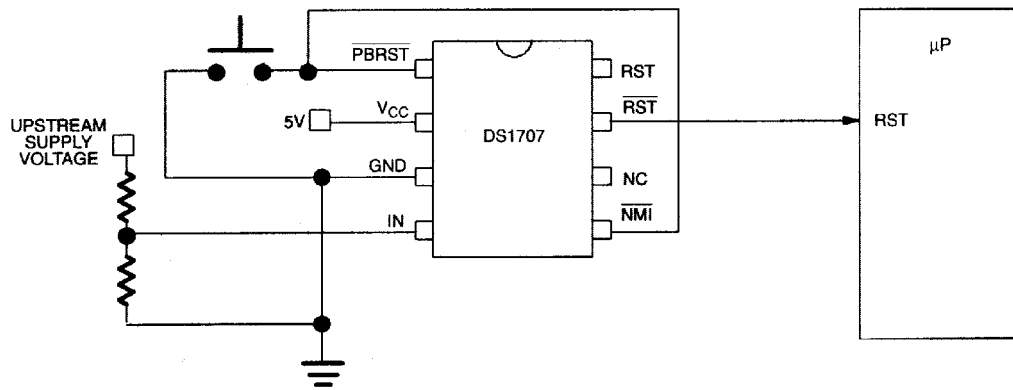 PBRST
RST
μP
UPSTREAM
SUPPLY
VOLTAGE
5V
VCC
DS1707
RST
RST
GND
NC
IN
NMI